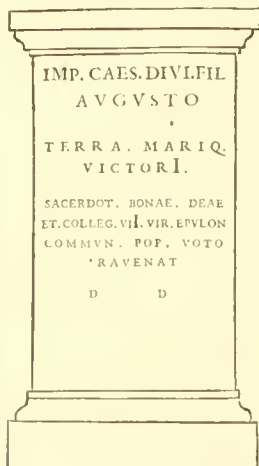 IMP. CAES. DIVI. FIL
AVGVSTO
TERRA. MARIQ.
VICTORI.
SACERDOT. BONAE. DEAE
ET. COLLEG. VII. VIR. EPVLON
COMMVN. POP. VOTO
RAVENAT
D D